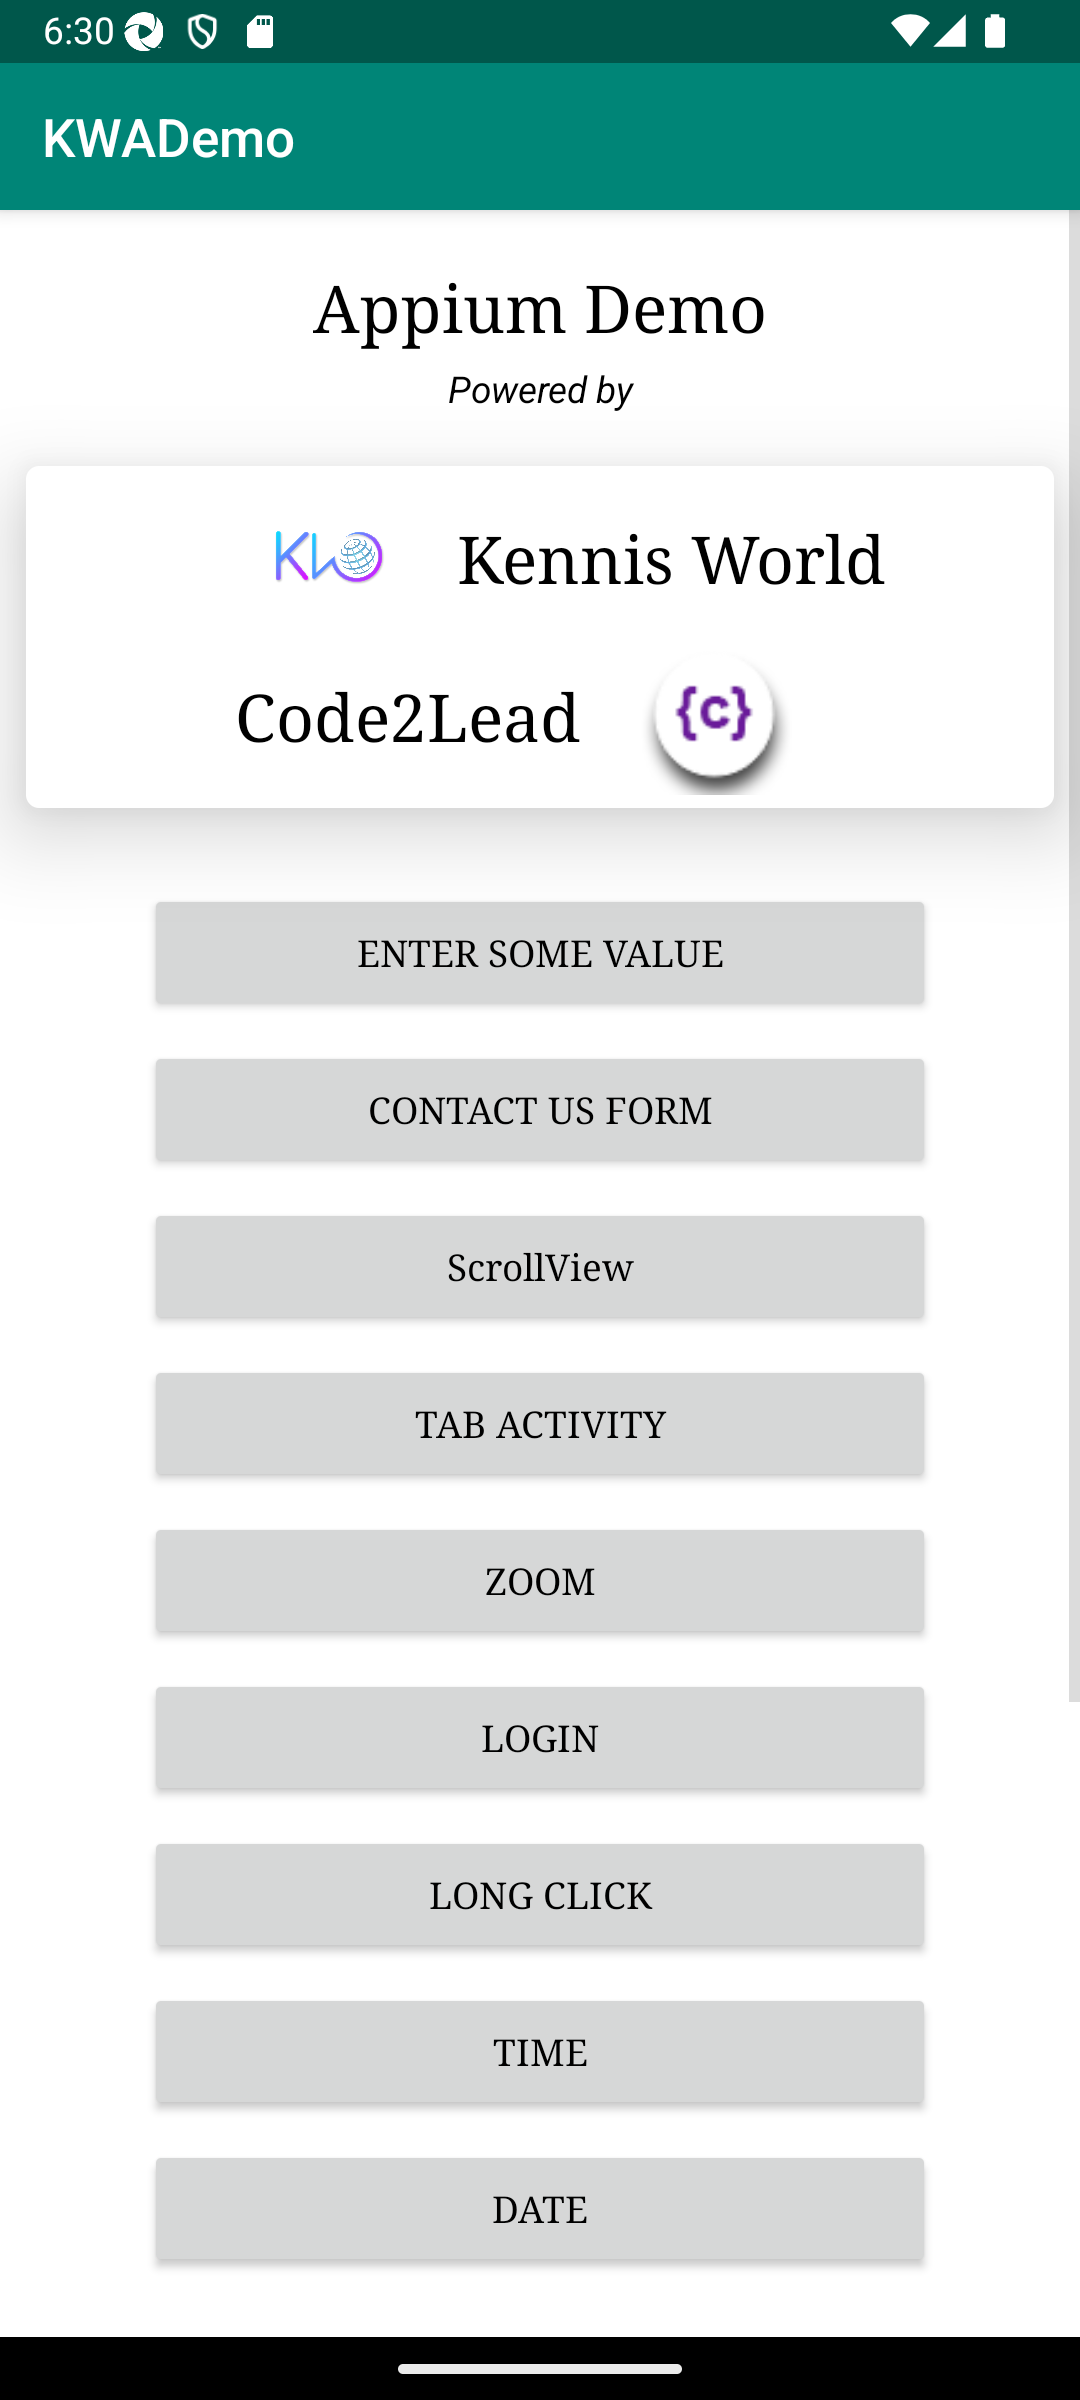 6:30
KWADemo
Appium Demo
Powered by
Kennis World
Code2Lead
{c}
ENTER SOME VALUE
CONTACT US FORM
ScrollView
TAB ACTIVITY
ZOOM
LOGIN
LONG CLICK
TIME
DATE